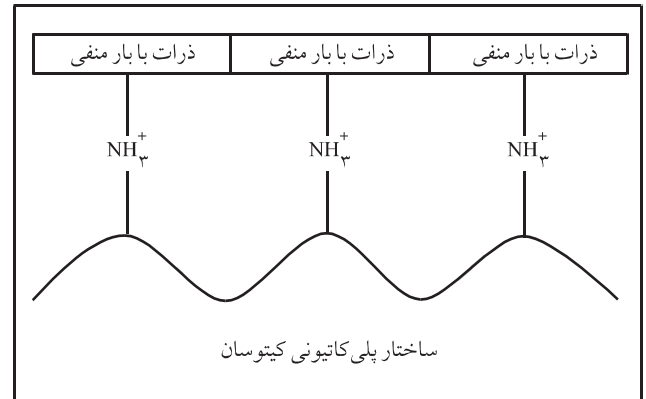 ذرات با بار منفی ذرات با بار منفی ذرات با بار منفی
NH₃⁺ NH₃⁺ NH₃⁺
ساختار پلی‌کاتیونی کیتوسان